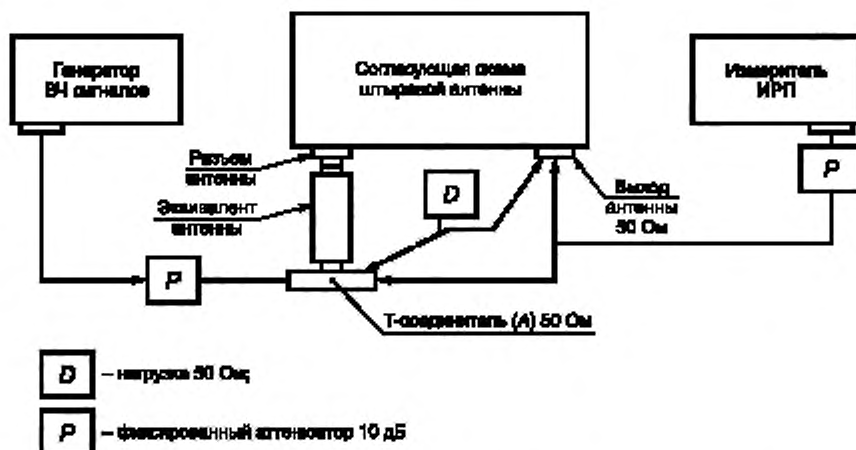 Генератор
ВЧ сигналов
Согласующая схема
штыревой антенны
Измеритель
ИРП
Разъем
антенны
Эквивалент
антенны
D
Выход
антенны
50 Ом
P
P
Т-соединитель (А) 50 Ом
D – нагрузка 50 Ом;
P – фиксированный аттенюатор 10 дБ